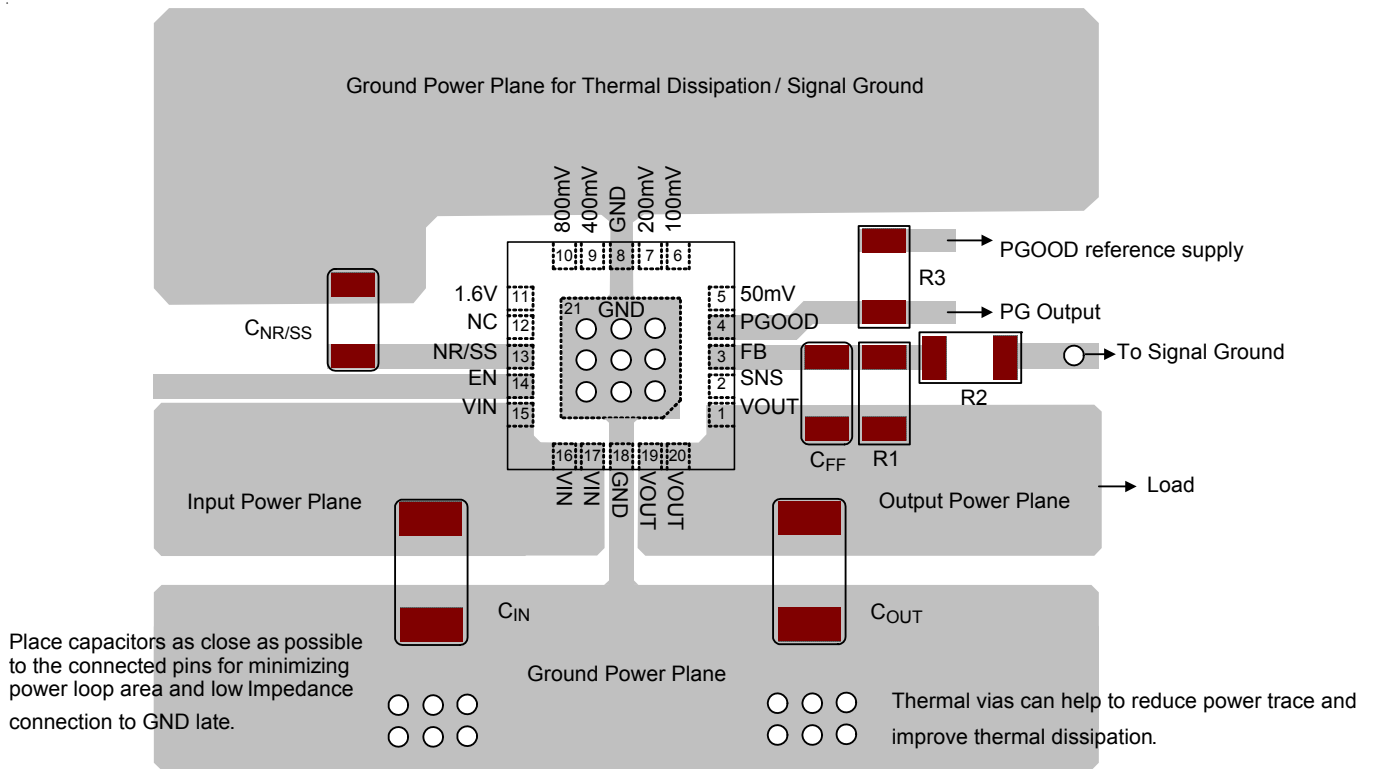 Ground Power Plane for Thermal Dissipation / Signal Ground
800mV
400mV
GND
200mV
100mV
10 9 8 7 6
PGOOD reference supply
R3
1.6V 11
5 50mV
21 GND
PG Output
CNR/SS
NC 12
4 PGOOD
NR/SS 13
3 FB
To Signal Ground
EN 14
2 SNS
R2
VIN 15
1 VOUT
16 17 18 19 20
CFF
R1
VIN
VIN
GND
VOUT
VOUT
Input Power Plane
Output Power Plane
Load
CIN
COUT
Place capacitors as close as possible
to the connected pins for minimizing
power loop area and low Impedance
connection to GND late.
Ground Power Plane
Thermal vias can help to reduce power trace and
improve thermal dissipation.